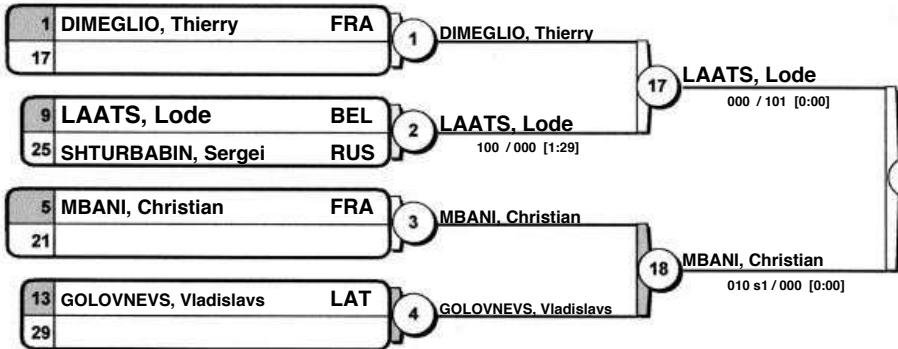 1 DIMEGLIO, Thierry FRA
17
1 DIMEGLIO, Thierry
9 LAATS, Lode BEL
25 SHTURBABIN, Sergei RUS
2 LAATS, Lode
100 / 000 [1:29]
17 LAATS, Lode
000 / 101 [0:00]
5 MBANI, Christian FRA
21
3 MBANI, Christian
13 GOLOVNEVS, Vladislavs LAT
29
4 GOLOVNEVS, Vladislavs
18 MBANI, Christian
010 s1 / 000 [0:00]